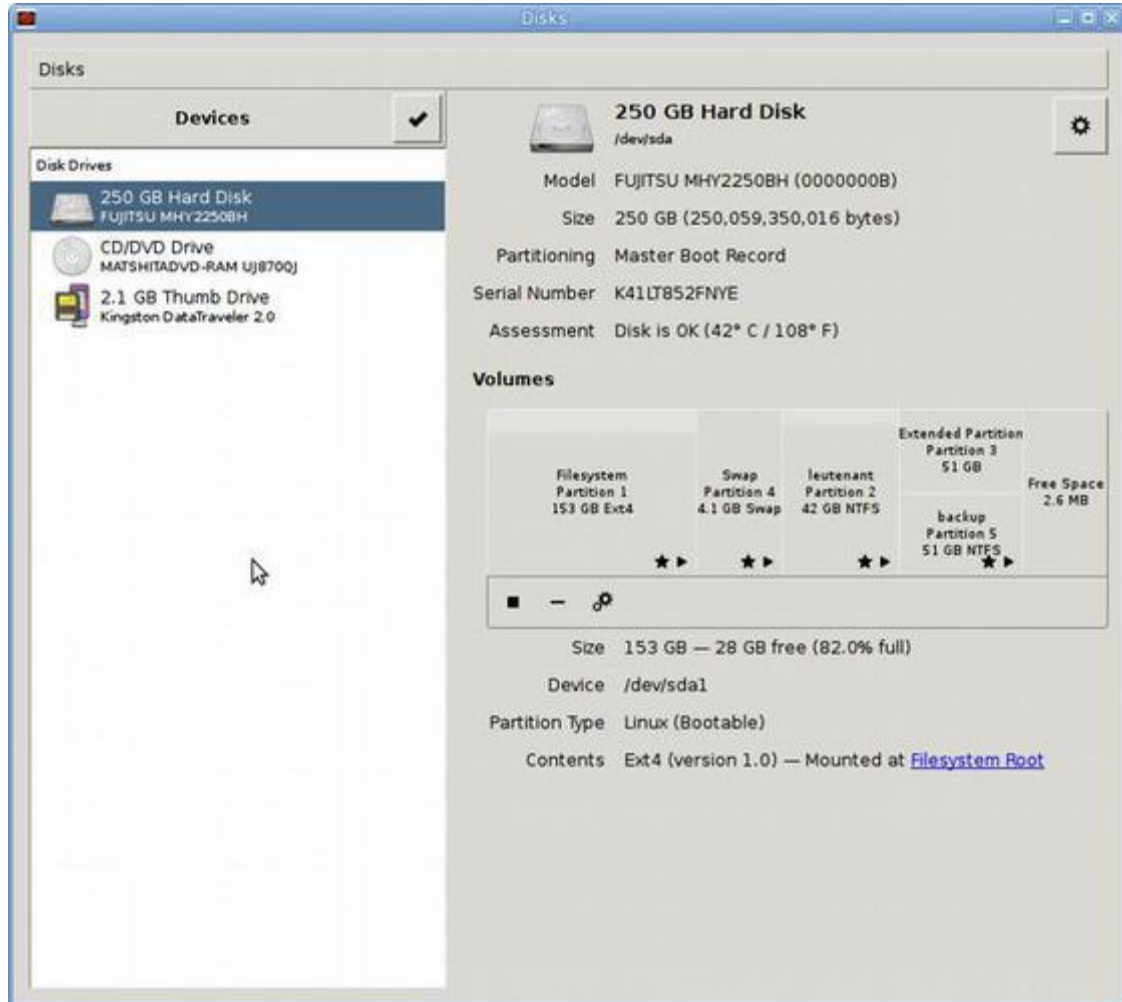 Disks
Disks
Devices
Disk Drives
250 GB Hard Disk
FUJITSU MHY2250BH
CD/DVD Drive
MATSHITADVD-RAM UJ870QJ
2.1 GB Thumb Drive
Kingston DataTraveler 2.0
250 GB Hard Disk
/dev/sda
Model FUJITSU MHY2250BH (0000000B)
Size 250 GB (250,059,350,016 bytes)
Partitioning Master Boot Record
Serial Number K41LT852FNYE
Assessment Disk is OK (42° C / 108° F)
Volumes
Filesystem
Partition 1
153 GB Ext4
Swap
Partition 4
4.1 GB Swap
leutenant
Partition 2
42 GB NTFS
Extended Partition
Partition 3
51 GB
backup
Partition 5
51 GB NTFS
Free Space
2.6 MB
Size 153 GB — 28 GB free (82.0% full)
Device /dev/sda1
Partition Type Linux (Bootable)
Contents Ext4 (version 1.0) — Mounted at Filesystem Root